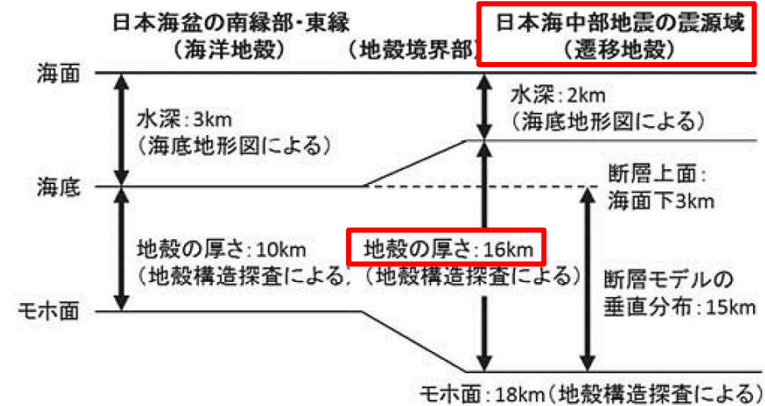 日本海盆の南縁部・東縁
（海洋地殻）
（地殻境界部）
日本海中部地震の震源域
（遷移地殻）
海面
水深：3km
（海底地形図による）
水深：2km
（海底地形図による）
海底
断層上面：
海面下3km
地殻の厚さ：10km
（地殻構造探査による
地殻の厚さ：16km
（地殻構造探査による）
断層モデルの
垂直分布：15km
モホ面
モホ面：18km（地殻構造探査による）